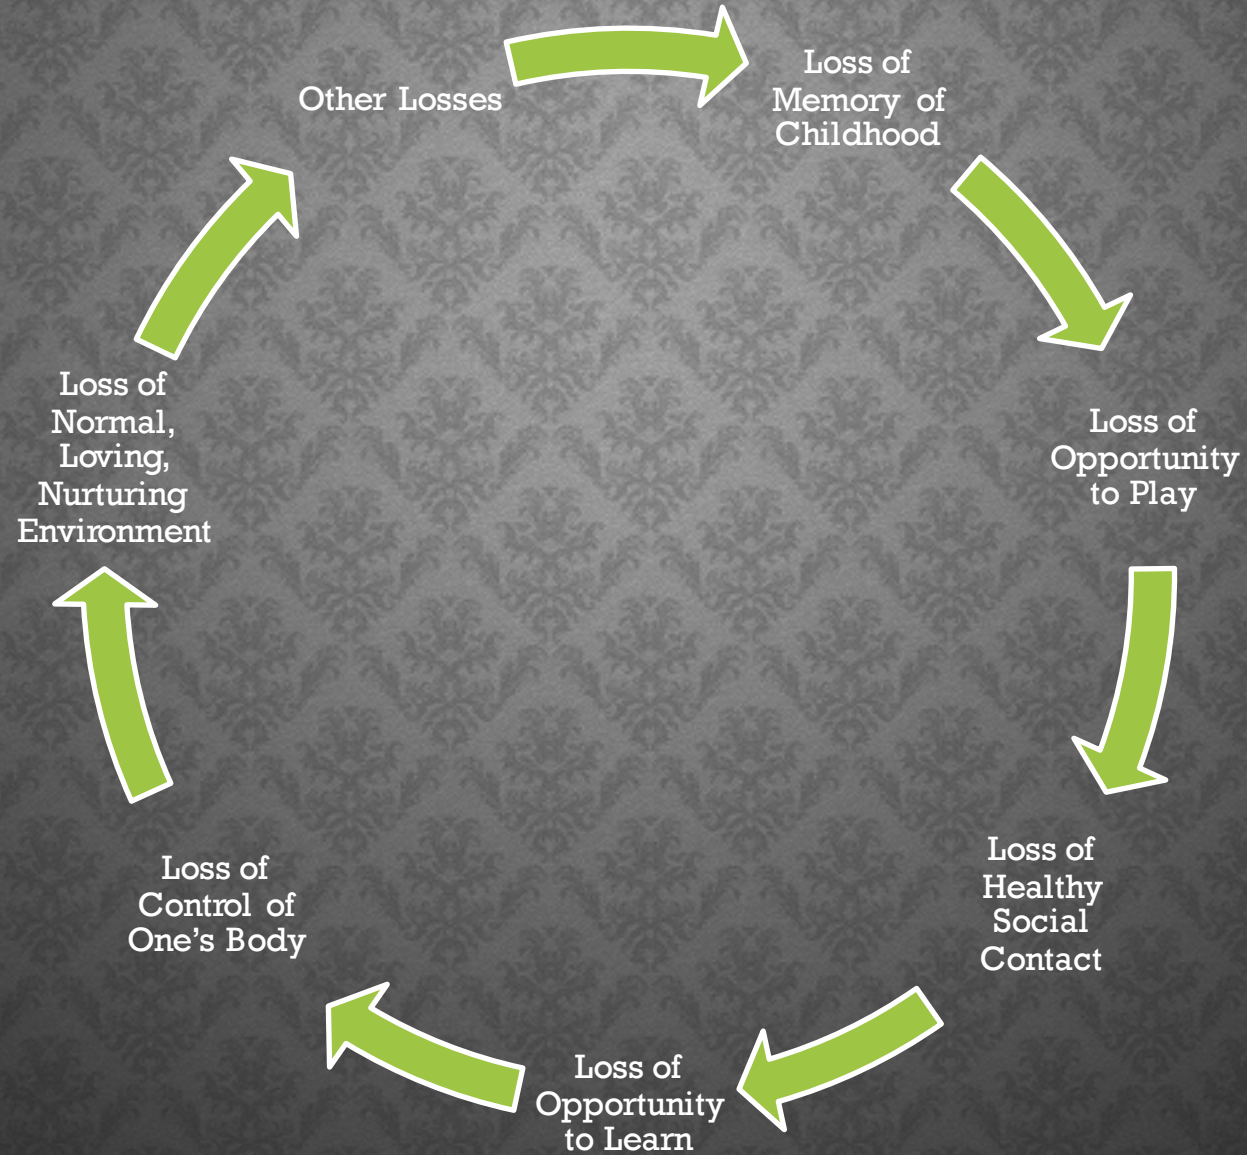 Other Losses
Loss of
Memory of
Childhood
Loss of
Opportunity
to Play
Loss of
Healthy
Social
Contact
Loss of
Opportunity
to Learn
Loss of
Control of
One's Body
Loss of
Normal,
Loving,
Nurturing
Environment